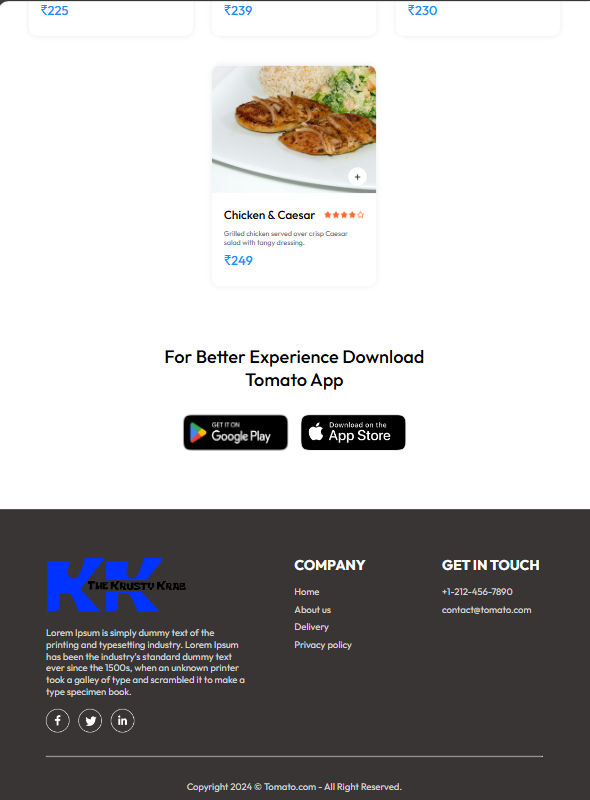 ₹225
₹239
₹230
+
Chicken & Caesar
Grilled chicken served over crisp Caesar
salad with tangy dressing.
₹249
For Better Experience Download
Tomato App
GET IT ON
Google Play
Download on the
App Store
KK
THE KRUSTY KRAB
Lorem Ipsum is simply dummy text of the
printing and typesetting industry. Lorem Ipsum
has been the industry's standard dummy text
ever since the 1500s, when an unknown printer
took a galley of type and scrambled it to make a
type specimen book.
f
in
COMPANY
Home
About us
Delivery
Privacy policy
GET IN TOUCH
+1-212-456-7890
contact@tomato.com
Copyright 2024 © Tomato.com - All Right Reserved.